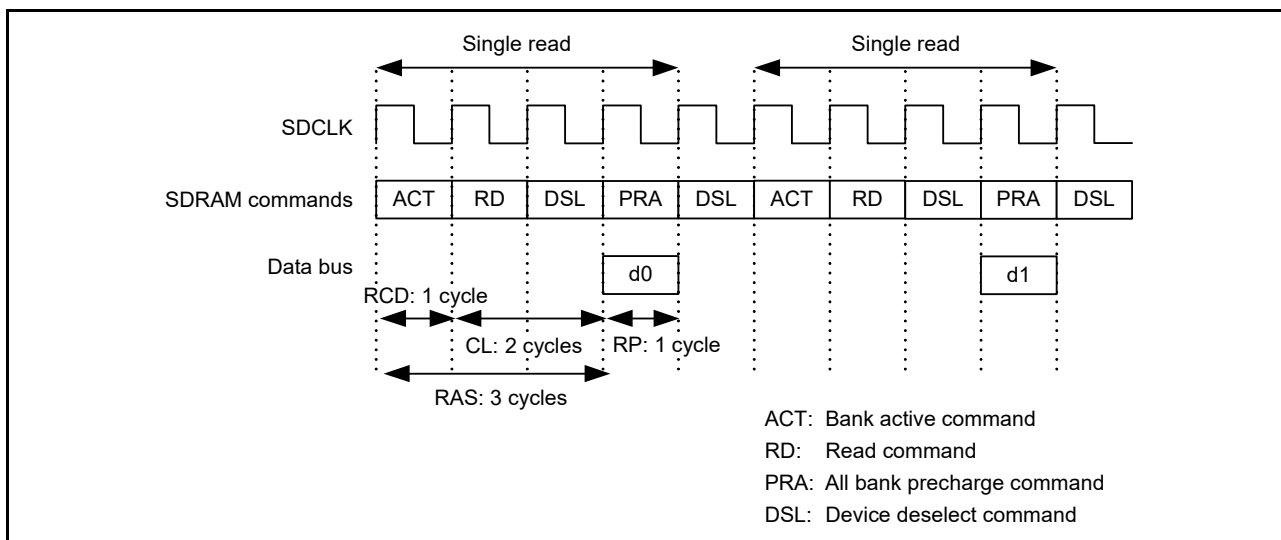 Single read Single read
SDCLK
SDRAM commands ACT RD DSL PRA DSL ACT RD DSL PRA DSL
Data bus d0 d1
RCD: 1 cycle
CL: 2 cycles RP: 1 cycle
RAS: 3 cycles
ACT: Bank active command
RD: Read command
PRA: All bank precharge command
DSL: Device deselect command